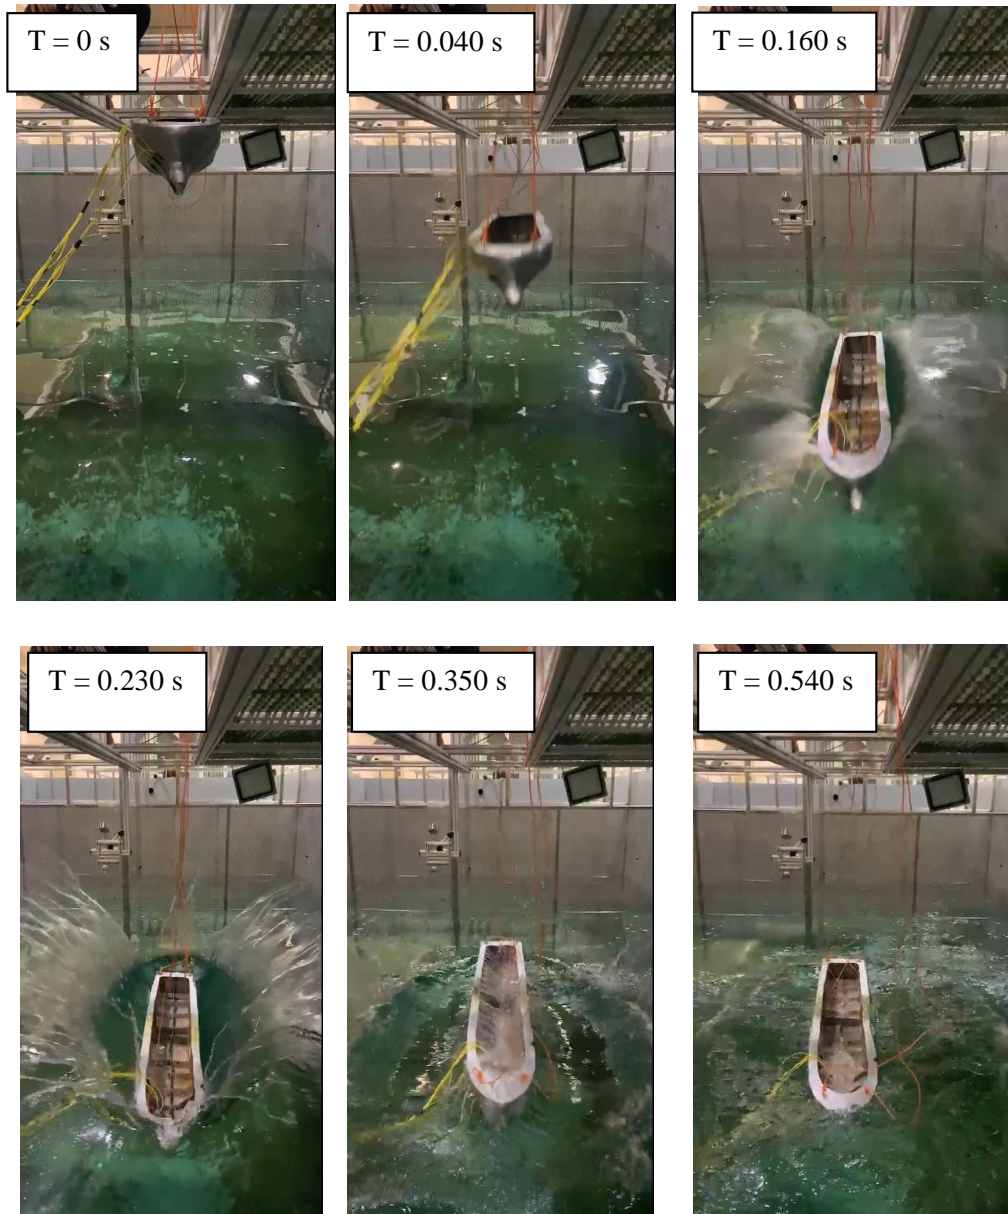 T = 0 s
T = 0.040 s
T = 0.160 s
T = 0.230 s
T = 0.350 s
T = 0.540 s